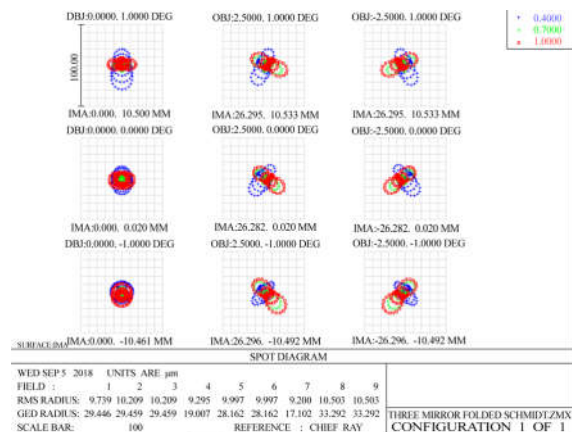 DBJ:0.0000, 1.0000 DEG OBJ:2.5000, 1.0000 DEG OBJ:-2.5000, 1.0000 DEG
0.4000
0.7000
1.0000
100.00
IMA:0.000, 10.500 MM IMA:26.295, 10.533 MM IMA:26.295, 10.533 MM
DBJ:0.0000, 0.0000 DEG OBJ:2.5000, 0.0000 DEG OBJ:-2.5000, 0.0000 DEG
IMA:0.000, 0.020 MM IMA:26.282, 0.020 MM IMA:-26.282, 0.020 MM
DBJ:0.0000, -1.0000 DEG OBJ:2.5000, -1.0000 DEG OBJ:-2.5000, -1.0000 DEG
SURFACE:IMA IMA:0.000, -10.461 MM IMA:26.296, -10.492 MM IMA:-26.296, -10.492 MM
SPOT DIAGRAM
WED SEP 5 2018 UNITS ARE μm
FIELD : 1 2 3 4 5 6 7 8 9
RMS RADIUS: 9.739 10.209 10.209 9.295 9.997 9.997 9.200 10.503 10.503
GED RADIUS: 29.446 29.459 29.459 19.007 28.162 28.162 17.102 33.292 33.292
SCALE BAR: 100 REFERENCE : CHIEF RAY
THREE MIRROR FOLDED SCHMIDT.ZMX
CONFIGURATION 1 OF 1